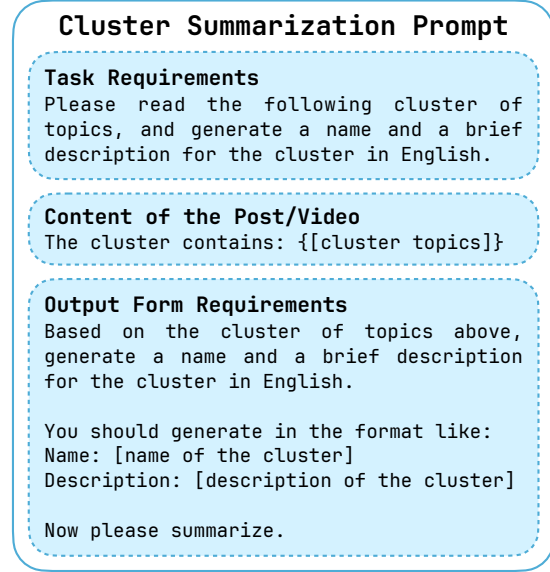 Cluster Summarization Prompt
Task Requirements
Please read the following cluster of
topics, and generate a name and a brief
description for the cluster in English.
Content of the Post/Video
The cluster contains: {[cluster topics]}
Output Form Requirements
Based on the cluster of topics above,
generate a name and a brief description
for the cluster in English.
You should generate in the format like:
Name: [name of the cluster]
Description: [description of the cluster]
Now please summarize.